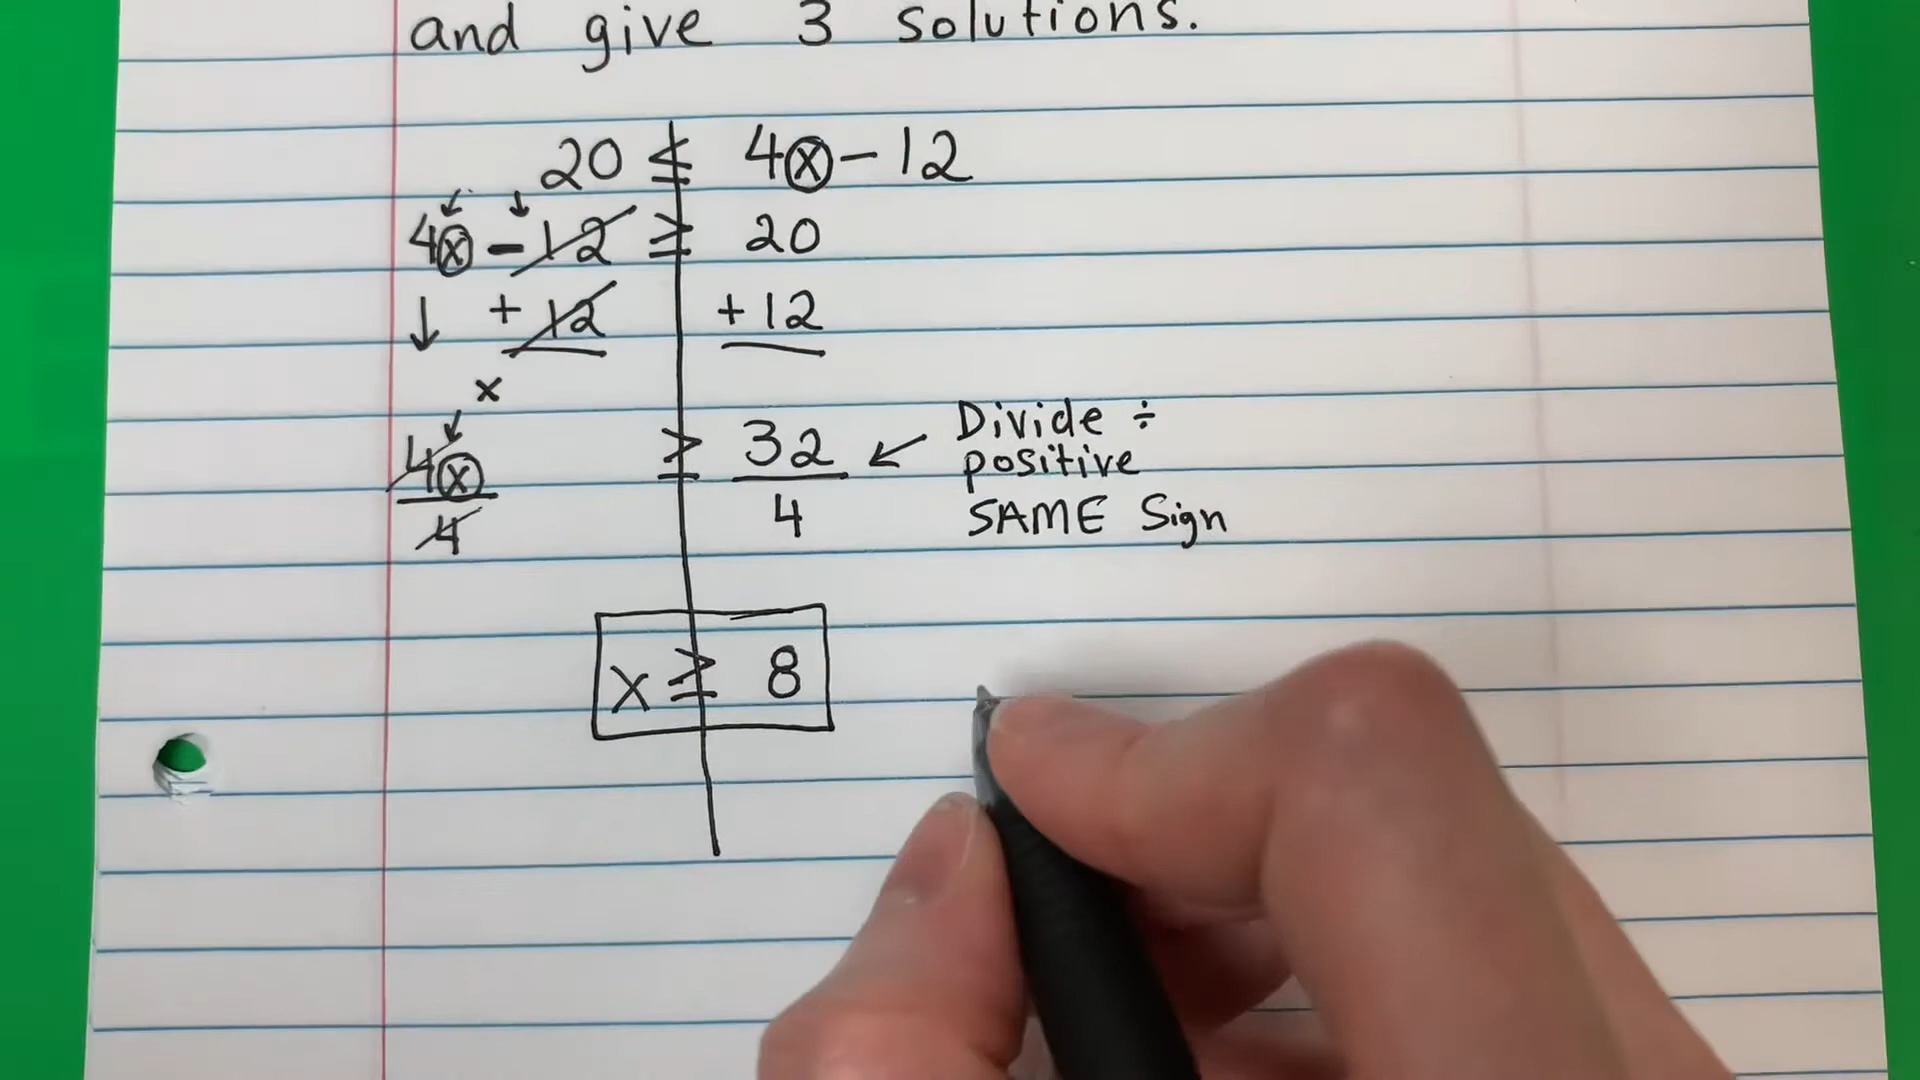 and give 3 solutions.
20 ≤ 4x - 12
4x - 12 ≥ 20
↓ + 12 + 12
x
4x ≥ 32 ← Divide ÷
positive
4 4 SAME Sign
x ≥ 8